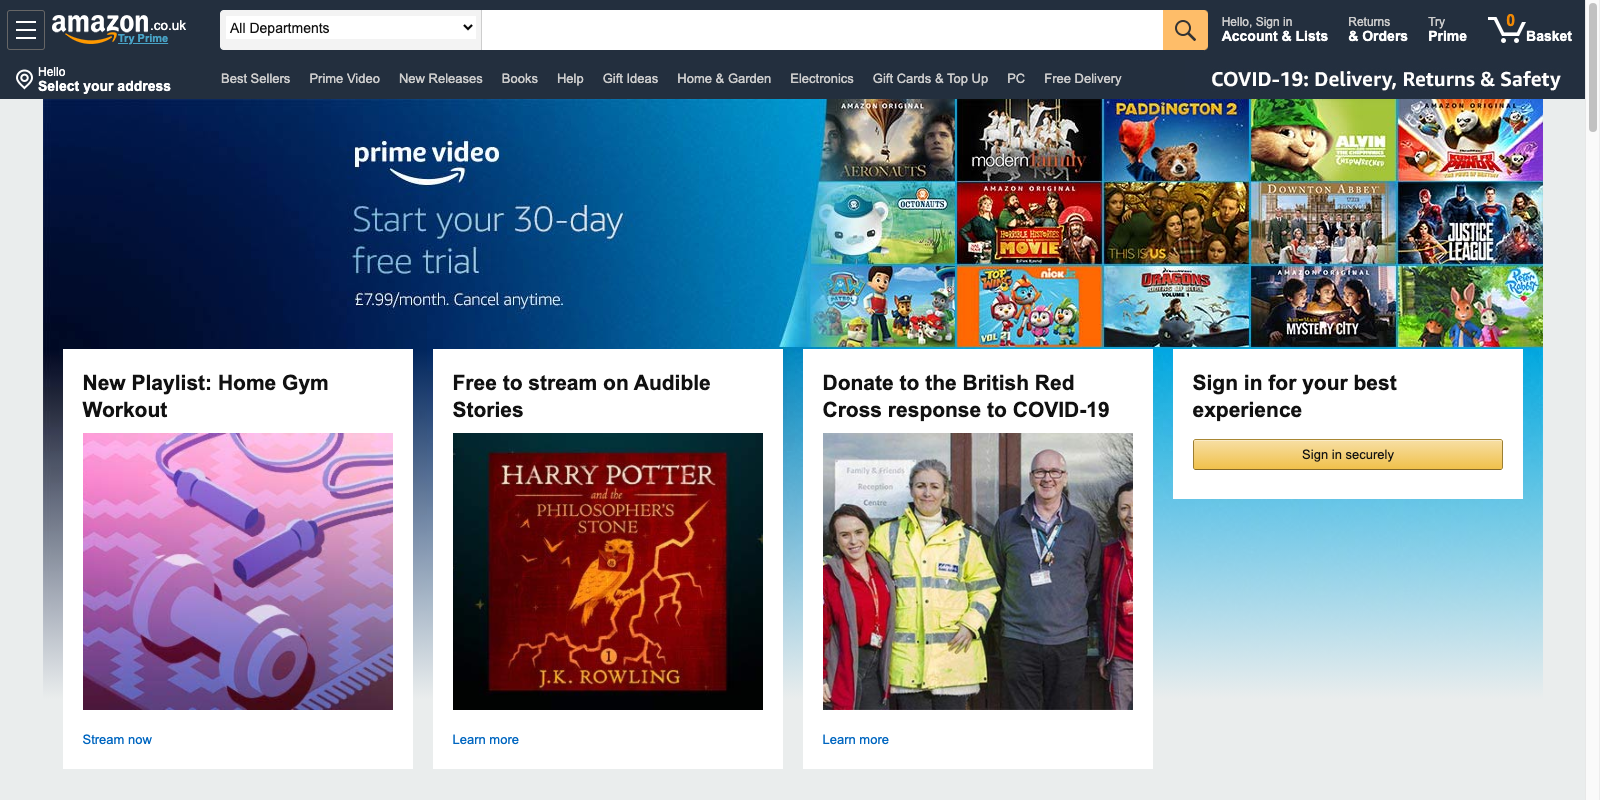 amazon.co.uk
Try Prime
All Departments
Hello, Sign in
Account & Lists
Returns
& Orders
Try
Prime
0
Basket
Hello
Select your address
Best Sellers
Prime Video
New Releases
Books
Help
Gift Ideas
Home & Garden
Electronics
Gift Cards & Top Up
PC
Free Delivery
COVID-19: Delivery, Returns & Safety
prime video
Start your 30-day
free trial
£7.99/month. Cancel anytime.
AMAZON ORIGINAL
AERONAUTS
modern family
PADDINGTON 2
ALVIN
CHIPWRECKED
AMAZON ORIGINAL
KUNG FU
PANDA
THE PAWS OF DESTINY
OCTONAUTS
AMAZON ORIGINAL
HORRIBLE HISTORIES
THE MOVIE
THIS IS US
DOWNTON ABBEY
JUSTICE
LEAGUE
PAW PATROL
TOP
WING
nick jr.
VOL 2
DRAGONS
VOLUME 1
AMAZON ORIGINAL
MYSTERY CITY
Peter
Rabbit
New Playlist: Home Gym
Workout
Stream now
Free to stream on Audible
Stories
HARRY POTTER
and the
PHILOSOPHER'S
STONE
1
J.K. ROWLING
Learn more
Donate to the British Red
Cross response to COVID-19
Family & Friends
Reception
Centre
Learn more
Sign in for your best
experience
Sign in securely